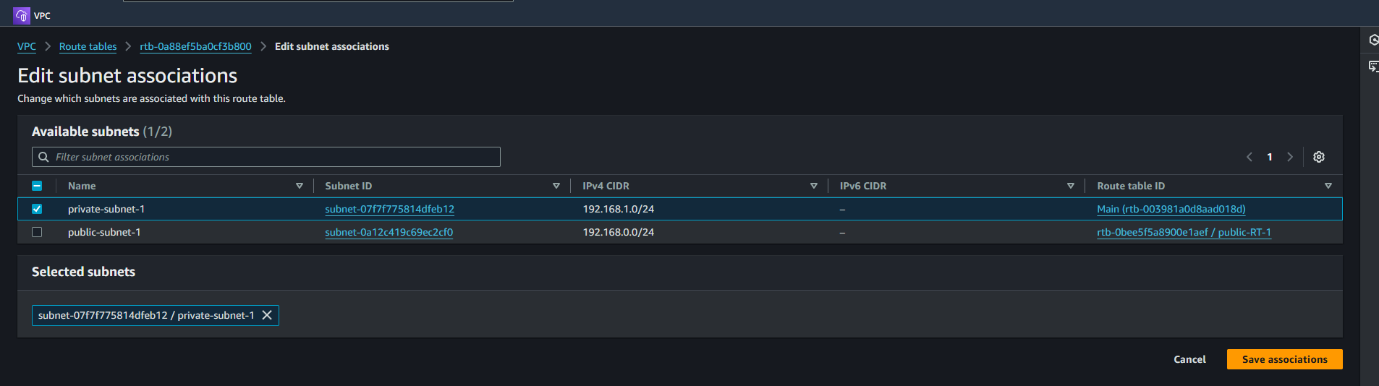 VPC
VPC > Route tables > rtb-0a88ef5ba0cf3b800 > Edit subnet associations
Edit subnet associations
Change which subnets are associated with this route table.
Available subnets (1/2)
Filter subnet associations
1
Name Subnet ID IPv4 CIDR IPv6 CIDR Route table ID
private-subnet-1 subnet-07f7f775814dfeb12 192.168.1.0/24 – Main (rtb-003981a0d8aad018d)
public-subnet-1 subnet-0a12c419c69ec2cf0 192.168.0.0/24 – rtb-0bee5f5a8900e1aef / public-RT-1
Selected subnets
subnet-07f7f775814dfeb12 / private-subnet-1
Cancel Save associations